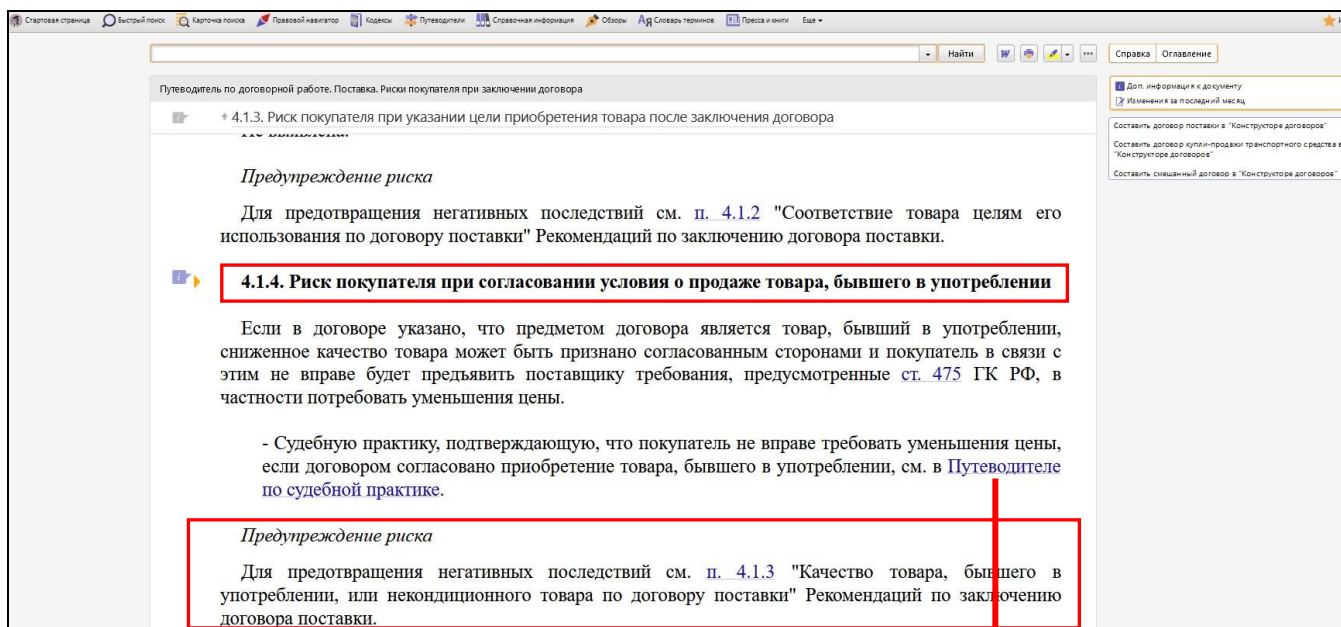 Стартовая страница Быстрый поиск Карточка поиска Правовой навигатор Кодексы Путеводители Справочная информация Обзоры Словарь терминов Пресса и книги Еще
Найти
Справка Оглавление
Путеводитель по договорной работе. Поставка. Риски покупателя при заключении договора
Доп. информация к документу
Изменения за последний месяц
4.1.3. Риск покупателя при указании цели приобретения товара после заключения договора
Не выявлена.
Составить договор поставки в "Конструкторе договоров"
Составить договор купли-продажи транспортного средства в
"Конструкторе договоров"
Составить смешанный договор в "Конструкторе договоров"
Предупреждение риска
Для предотвращения негативных последствий см. п. 4.1.2 "Соответствие товара целям его
использования по договору поставки" Рекомендаций по заключению договора поставки.
4.1.4. Риск покупателя при согласовании условия о продаже товара, бывшего в употреблении
Если в договоре указано, что предметом договора является товар, бывший в употреблении,
сниженное качество товара может быть признано согласованным сторонами и покупатель в связи с
этим не вправе будет предъявить поставщику требования, предусмотренные ст. 475 ГК РФ, в
частности потребовать уменьшения цены.
- Судебную практику, подтверждающую, что покупатель не вправе требовать уменьшения цены,
если договором согласовано приобретение товара, бывшего в употреблении, см. в Путеводителе
по судебной практике.
Предупреждение риска
Для предотвращения негативных последствий см. п. 4.1.3 "Качество товара, бывшего в
употреблении, или некондиционного товара по договору поставки" Рекомендаций по заключению
договора поставки.